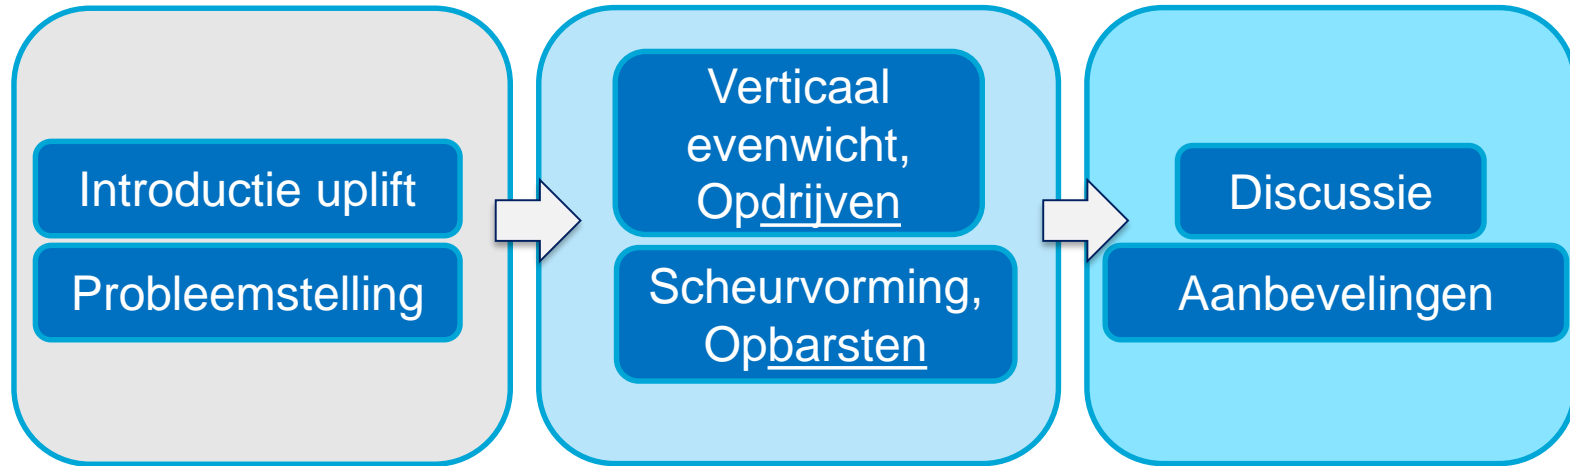 Introductie uplift
Probleemstelling
Verticaal
evenwicht,
Opdrijven
Scheurvorming,
Opbarsten
Discussie
Aanbevelingen